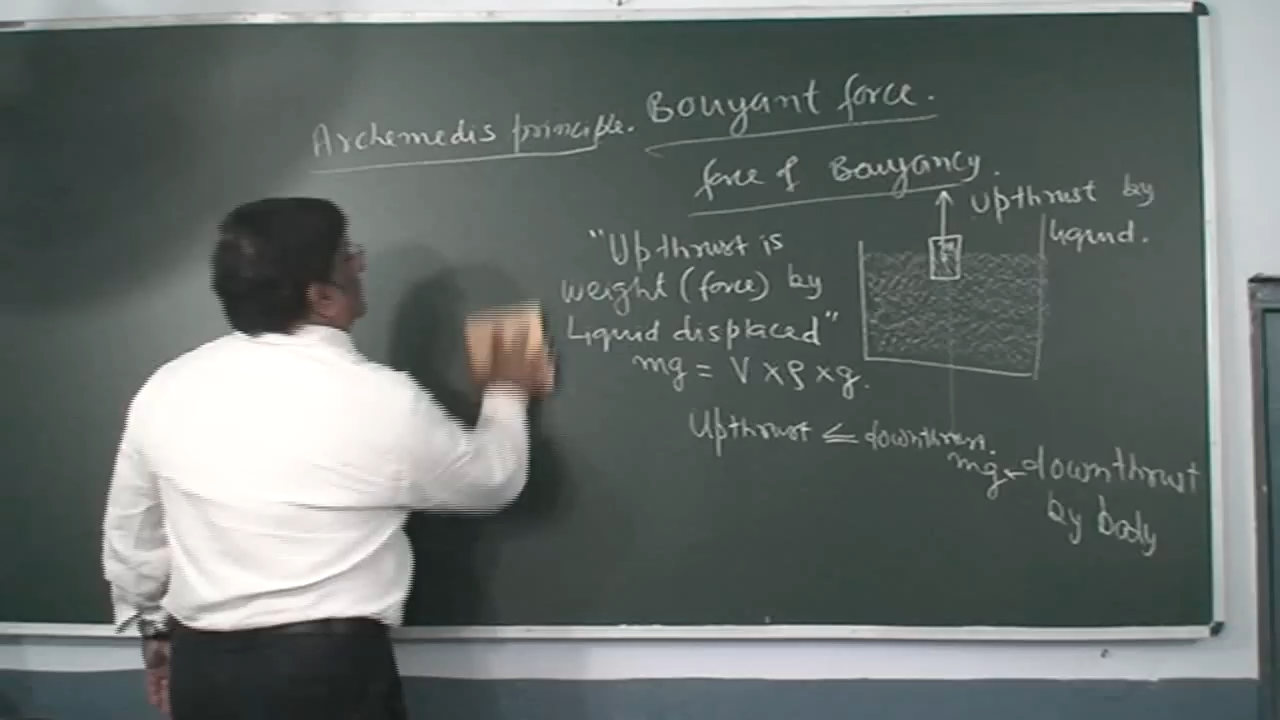 Archemedis principle.
Bouyant force.
force of Bouyancy.
Upthrust by
liquid.
"Upthrust is
weight (force) by
Liquid displaced"
mg = V × ρ × g.
Upthrust ≤ downthrust.
mg ← downthrust
by body